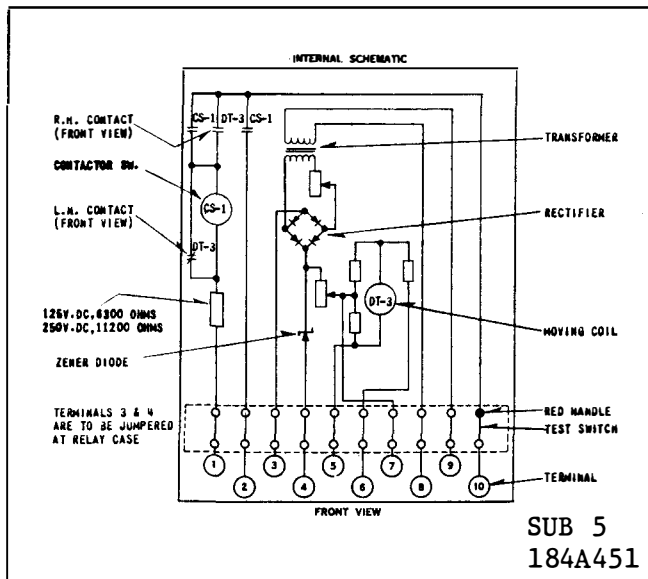 INTERNAL SCHEMATIC
R.H. CONTACT
(FRONT VIEW)
CS-1
DT-3
CS-1
TRANSFORMER
CONTACTOR SW.
CS-1
RECTIFIER
L.H. CONTACT
(FRONT VIEW)
DT-3
125V.DC,6300 OHMS
250V.DC,11200 OHMS
DT-3
MOVING COIL
ZENER DIODE
TERMINALS 3 & 4
ARE TO BE JUMPERED
AT RELAY CASE
RED HANDLE
TEST SWITCH
1
2
3
4
5
6
7
8
9
10
TERMINAL
FRONT VIEW
SUB 5
184A451